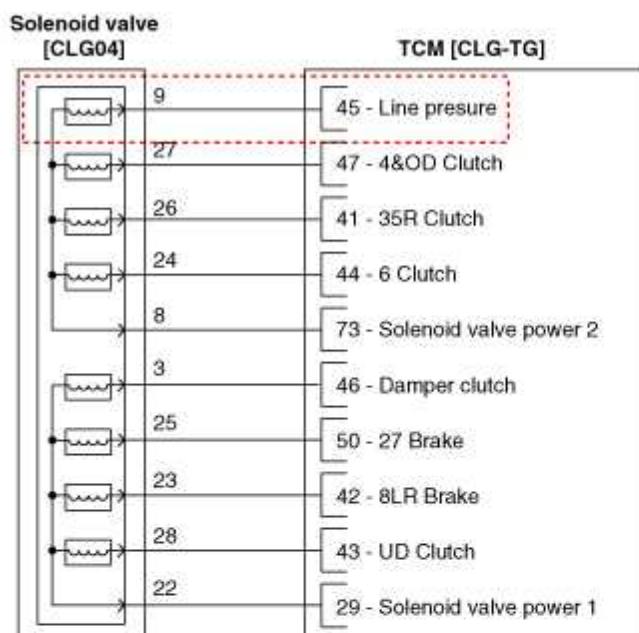 Solenoid valve
[CLG04]
TCM [CLG-TG]
9
45 - Line presure
27
47 - 4&OD Clutch
26
41 - 35R Clutch
24
44 - 6 Clutch
8
73 - Solenoid valve power 2
3
46 - Damper clutch
25
50 - 27 Brake
23
42 - 8LR Brake
28
43 - UD Clutch
22
29 - Solenoid valve power 1